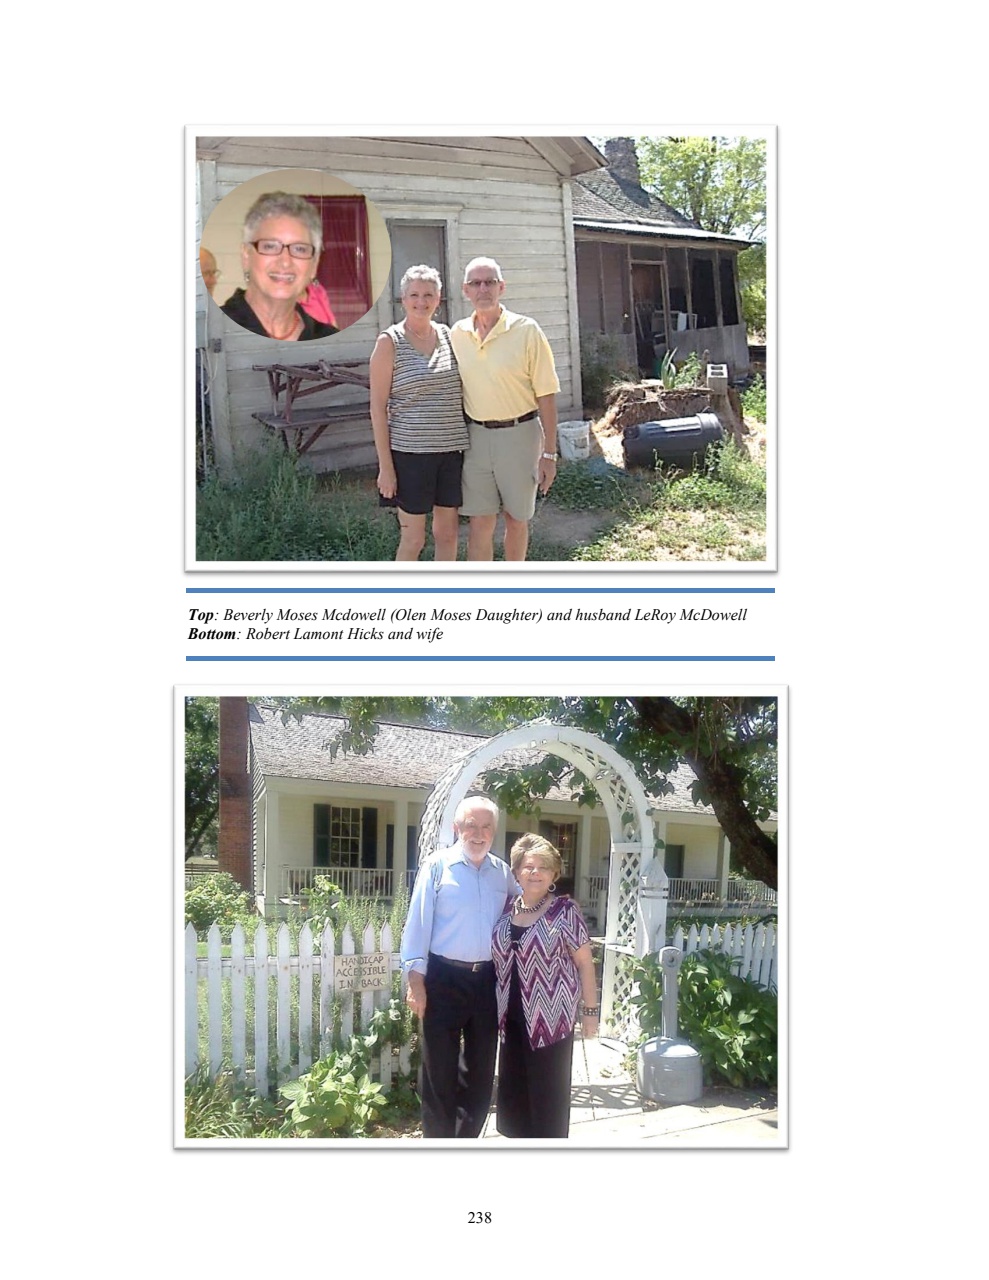 Top: Beverly Moses Mcdowell (Olen Moses Daughter) and husband LeRoy McDowell
Bottom: Robert Lamont Hicks and wife
HANDICAP
ACCESSIBLE
IN BACK
238